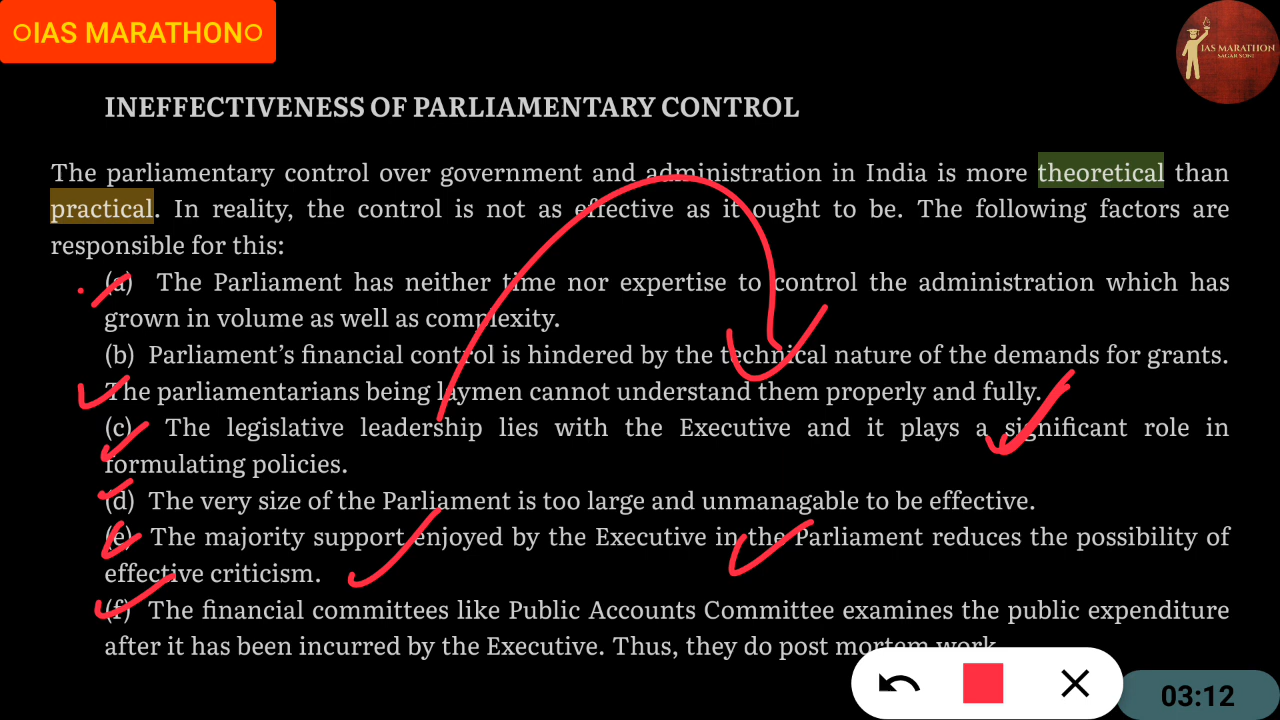 ○IAS MARATHON○
IAS MARATHON
SAGAR SONI
INEFFECTIVENESS OF PARLIAMENTARY CONTROL
The parliamentary control over government and administration in India is more theoretical than
practical. In reality, the control is not as effective as it ought to be. The following factors are
responsible for this:
(a) The Parliament has neither time nor expertise to control the administration which has
grown in volume as well as complexity.
(b) Parliament’s financial control is hindered by the technical nature of the demands for grants.
The parliamentarians being laymen cannot understand them properly and fully.
(c) The legislative leadership lies with the Executive and it plays a significant role in
formulating policies.
(d) The very size of the Parliament is too large and unmanagable to be effective.
(e) The majority support enjoyed by the Executive in the Parliament reduces the possibility of
effective criticism.
(f) The financial committees like Public Accounts Committee examines the public expenditure
after it has been incurred by the Executive. Thus, they do post mortem work.
03:12